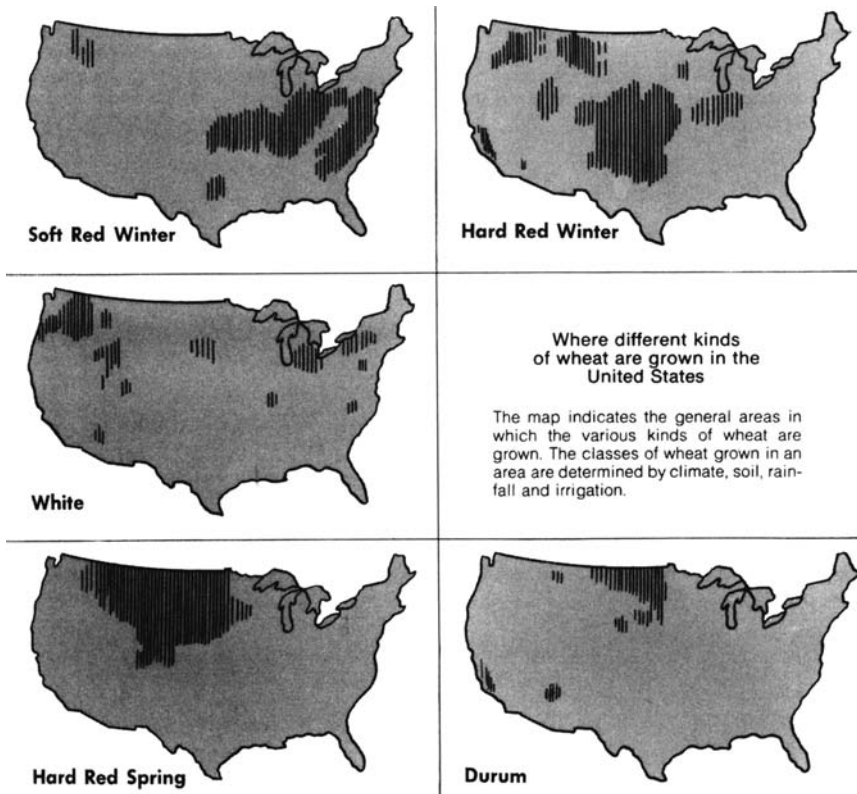 Soft Red Winter
Hard Red Winter
White
Where different kinds
of wheat are grown in the
United States
The map indicates the general areas in
which the various kinds of wheat are
grown. The classes of wheat grown in an
area are determined by climate, soil, rain-
fall and irrigation.
Hard Red Spring
Durum